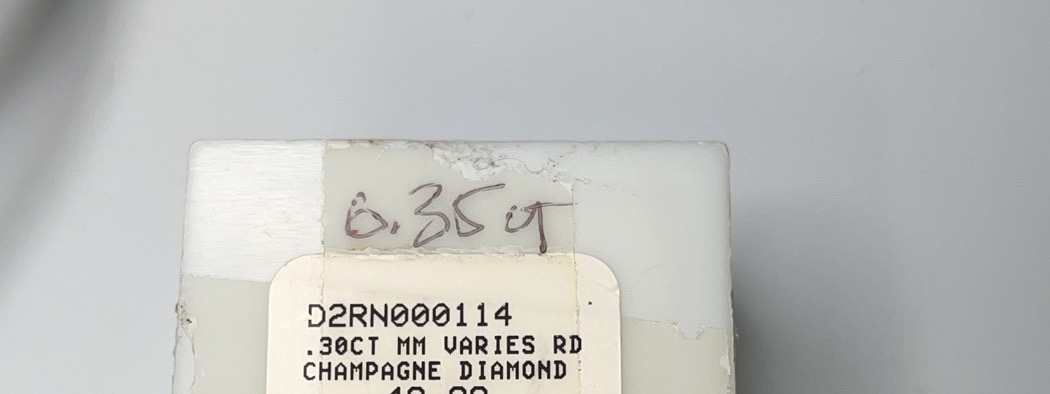 0.35ct
D2RN000114
.30CT MM VARIES RD
CHAMPAGNE DIAMOND